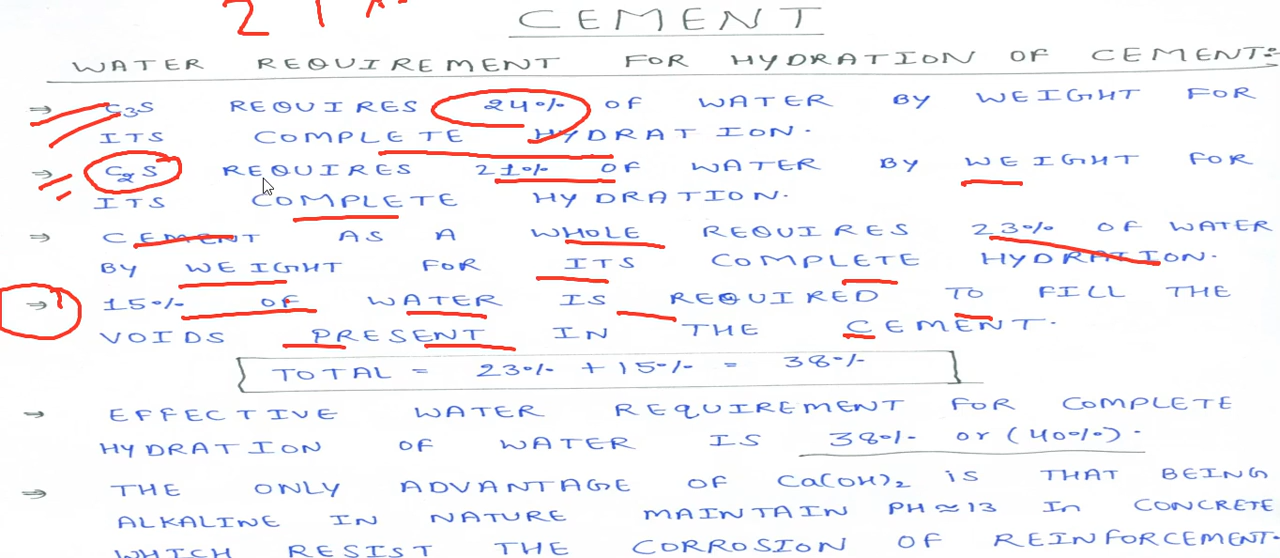 CEMENT
WATER REQUIREMENT FOR HYDRATION OF CEMENT:-
⇒ C3S REQUIRES 24% OF WATER BY WEIGHT FOR
ITS COMPLETE HYDRATION.
⇒ C2S REQUIRES 21% OF WATER BY WEIGHT FOR
ITS COMPLETE HYDRATION.
⇒ CEMENT AS A WHOLE REQUIRES 23% OF WATER
BY WEIGHT FOR ITS COMPLETE HYDRATION.
⇒ 15% OF WATER IS REQUIRED TO FILL THE
VOIDS PRESENT IN THE CEMENT.
TOTAL = 23% + 15% = 38%
⇒ EFFECTIVE WATER REQUIREMENT FOR COMPLETE
HYDRATION OF WATER IS 38% or (40%).
⇒ THE ONLY ADVANTAGE OF Ca(OH)2 is THAT BEING
ALKALINE IN NATURE MAINTAIN PH≈13 In CONCRETE
WHICH RESIST THE CORROSION OF REINFORCEMENT.